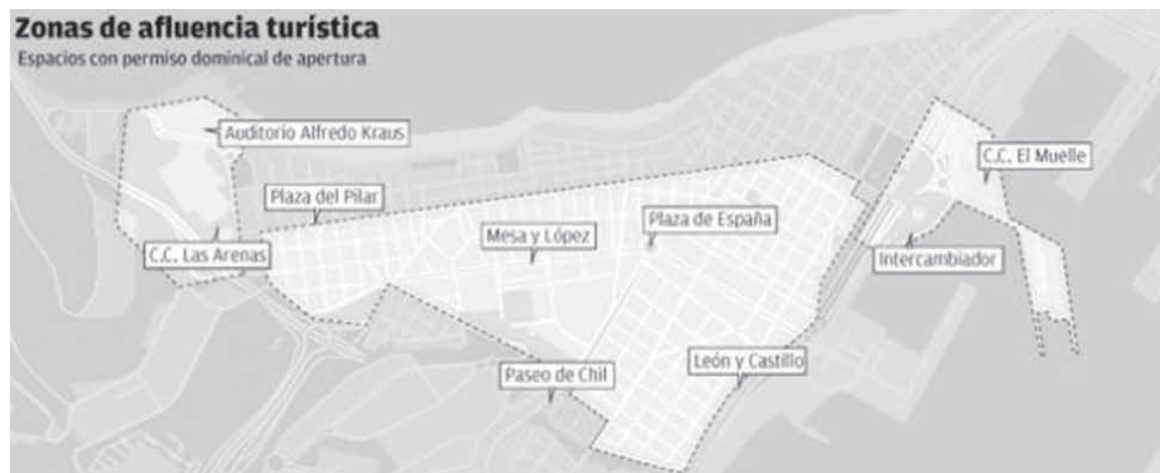 Zonas de afluencia turística
Espacios con permiso dominical de apertura
Auditorio Alfredo Kraus
C.C. El Muelle
Plaza del Pilar
Plaza de España
Mesa y López
C.C. Las Arenas
Intercambiador
León y Castillo
Paseo de Chil